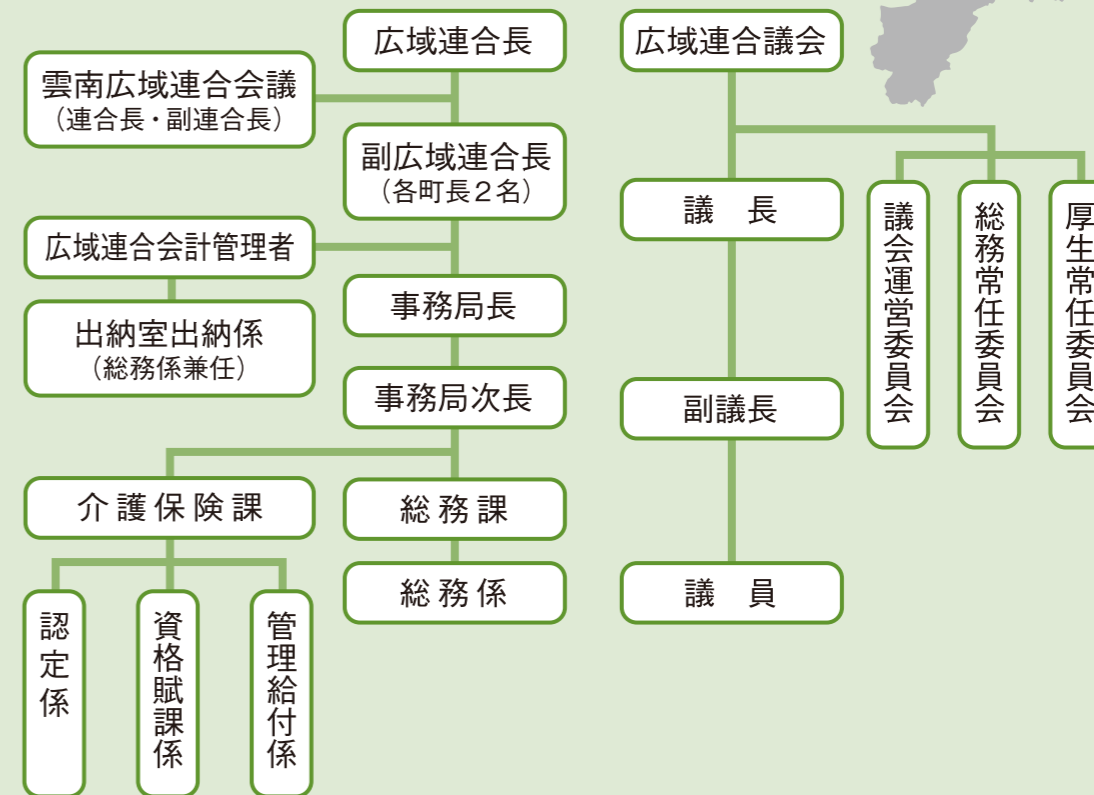 広域連合長
雲南広域連合会議
(連合長・副連合長)
副広域連合長
(各町長2名)
広域連合会計管理者
出納室出納係
(総務係兼任)
事務局長
事務局次長
介護保険課
総務課
総務係
認定係
資格賦課係
管理給付係
広域連合議会
議 長
副議長
議 員
議会運営委員会
総務常任委員会
厚生常任委員会